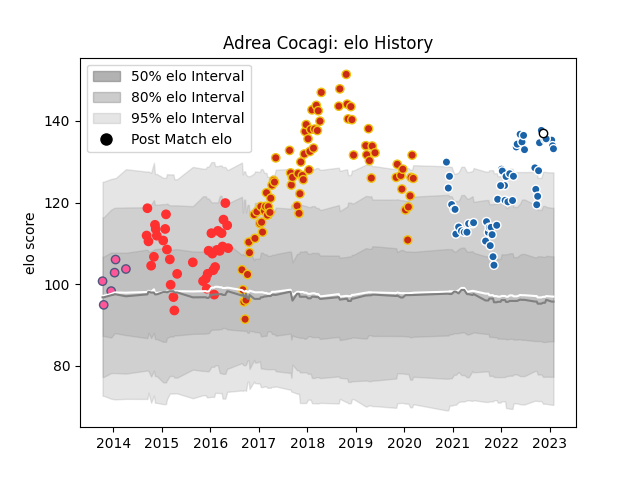 Adrea Cocagi: elo History
50% elo Interval
80% elo Interval
95% elo Interval
Post Match elo
elo score
140
120
100
80
2014 2015 2016 2017 2018 2019 2020 2021 2022 2023